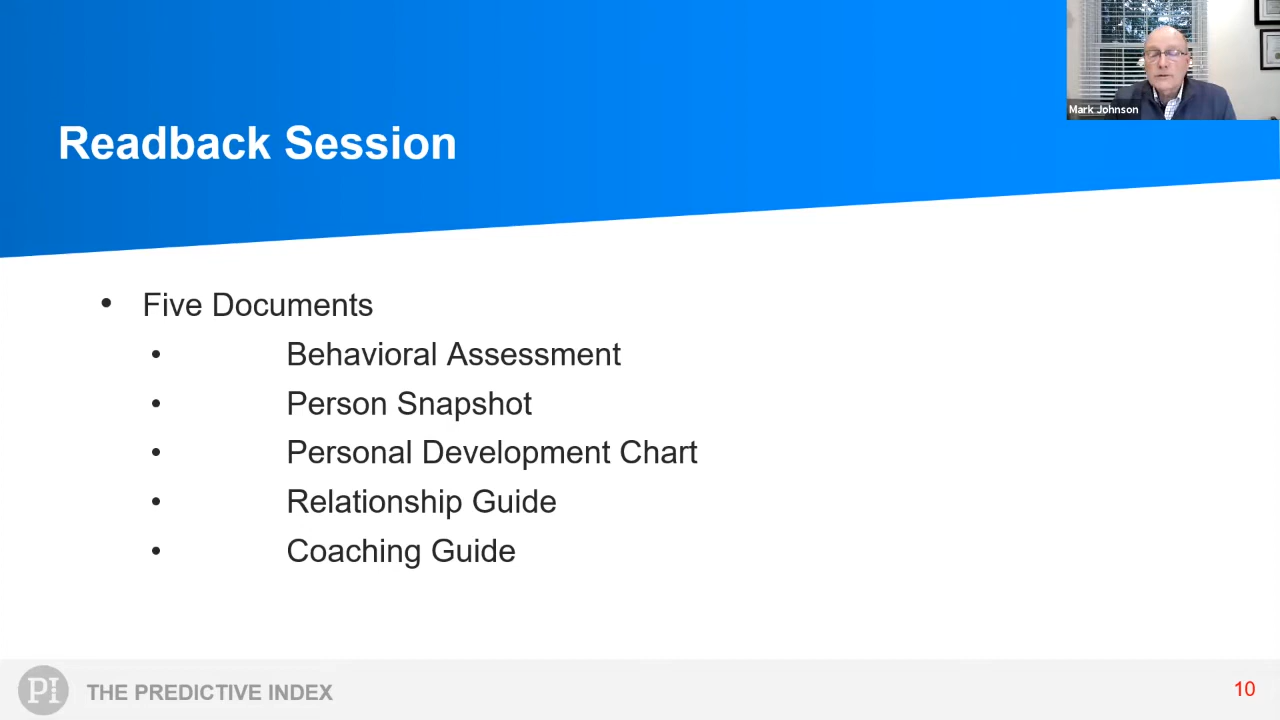 Mark Johnson
Readback Session
• Five Documents
• Behavioral Assessment
• Person Snapshot
• Personal Development Chart
• Relationship Guide
• Coaching Guide
PI THE PREDICTIVE INDEX
10